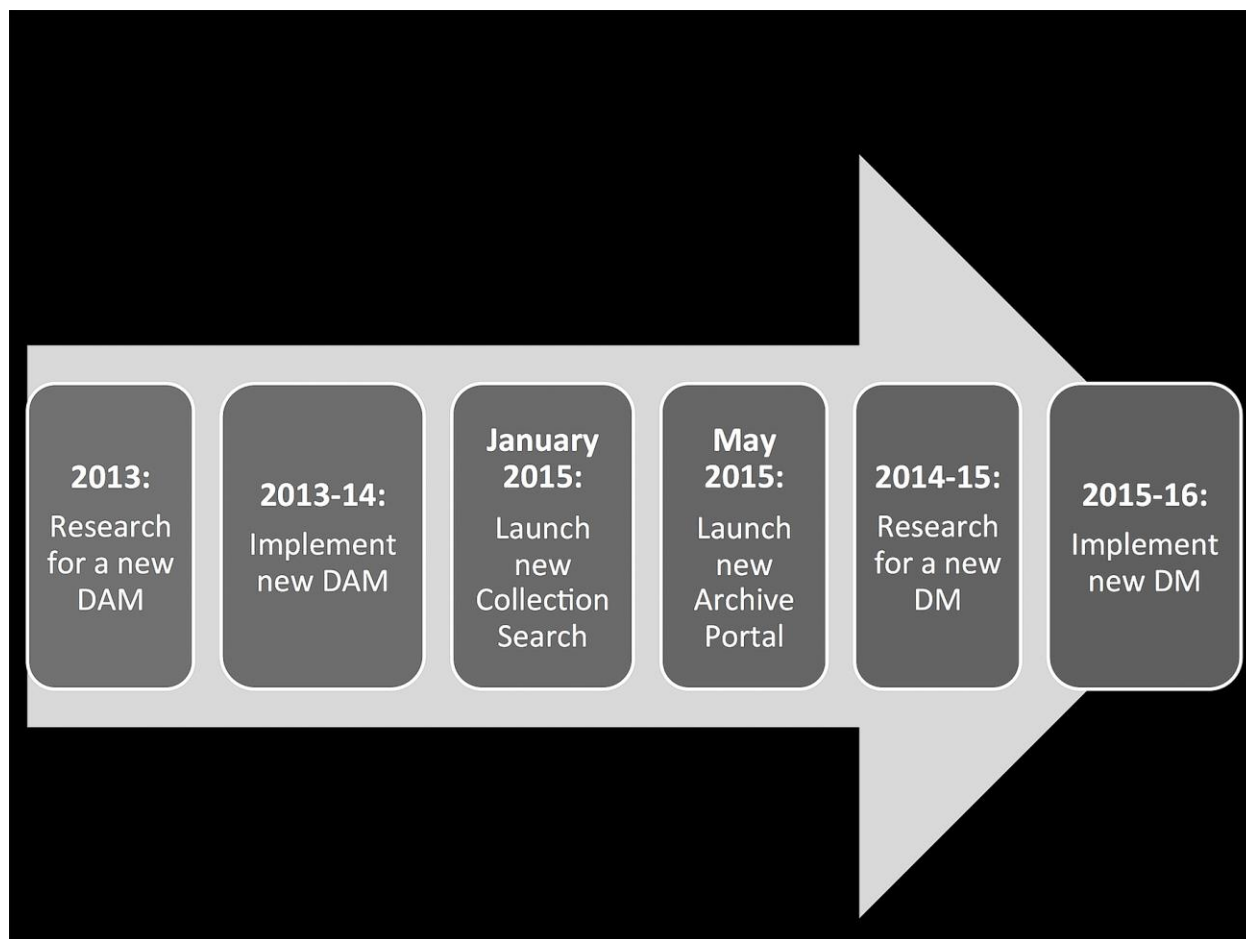 2013:
Research
for a new
DAM
2013-14:
Implement
new DAM
January
2015:
Launch
new
Collection
Search
May
2015:
Launch
new
Archive
Portal
2014-15:
Research
for a new
DM
2015-16:
Implement
new DM